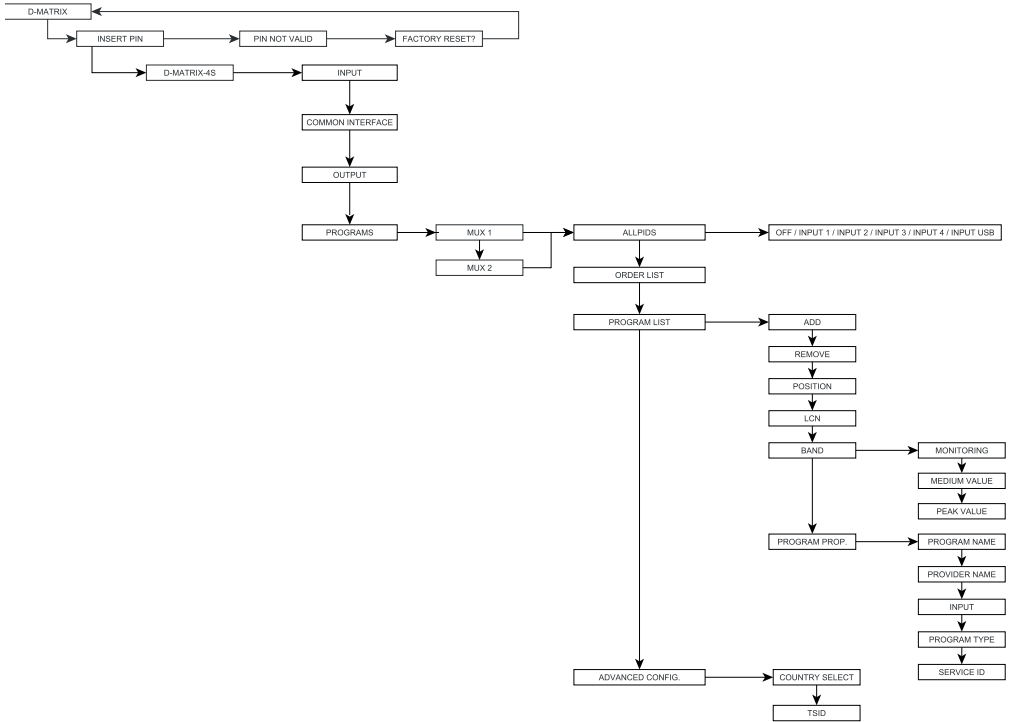 D-MATRIX
INSERT PIN
PIN NOT VALID
FACTORY RESET?
D-MATRIX-4S
INPUT
COMMON INTERFACE
OUTPUT
PROGRAMS
MUX 1
ALLPIDS
OFF / INPUT 1 / INPUT 2 / INPUT 3 / INPUT 4 / INPUT USB
MUX 2
ORDER LIST
PROGRAM LIST
ADD
REMOVE
POSITION
LCN
BAND
MONITORING
MEDIUM VALUE
PEAK VALUE
PROGRAM PROP.
PROGRAM NAME
PROVIDER NAME
INPUT
PROGRAM TYPE
SERVICE ID
ADVANCED CONFIG.
COUNTRY SELECT
TSID